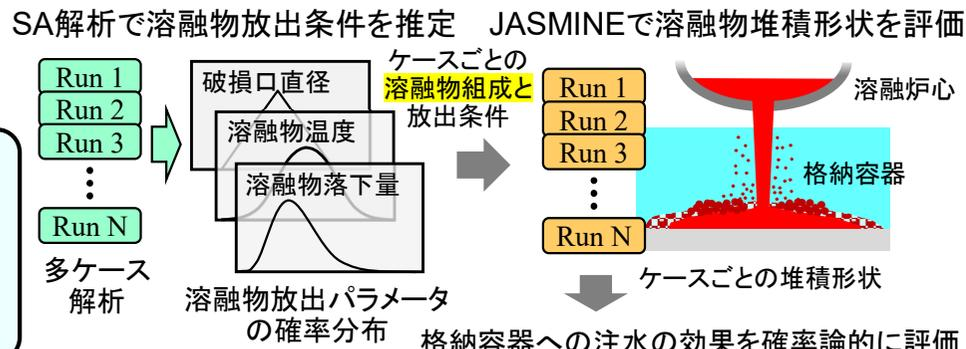 SA解析で溶融物放出条件を推定
JASMINEで溶融物堆積形状を評価
Run 1
Run 2
Run 3
Run N
多ケース
解析
破損口直径
溶融物温度
溶融物落下量
溶融物放出パラメータ
の確率分布
ケースごとの
溶融物組成と
放出条件
Run 1
Run 2
Run 3
Run N
溶融炉心
格納容器
ケースごとの堆積形状
格納容器への注水の効果を確率論的に評価